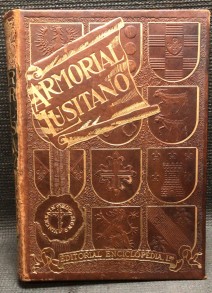 ARMORIAL
LUSITANO
EDITORIAL ENCICLOPÉDIA, L.DA